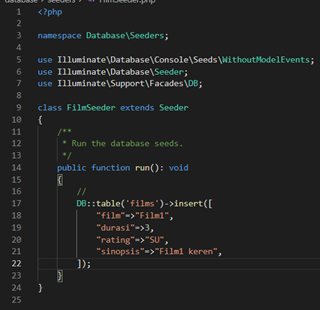 database > seeders > FilmSeeder.php
1 <?php
2
3 namespace Database\Seeders;
4
5 use Illuminate\Database\Console\Seeds\WithoutModelEvents;
6 use Illuminate\Database\Seeder;
7 use Illuminate\Support\Facades\DB;
8
9 class FilmSeeder extends Seeder
10 {
11 /**
12 * Run the database seeds.
13 */
14 public function run(): void
15 {
16 //
17 DB::table('films')->insert([
18 "film"=>"Film1",
19 "durasi"=>3,
20 "rating"=>"SU",
21 "sinopsis"=>"Film1 keren",
22 ]);
23 }
24 }
25